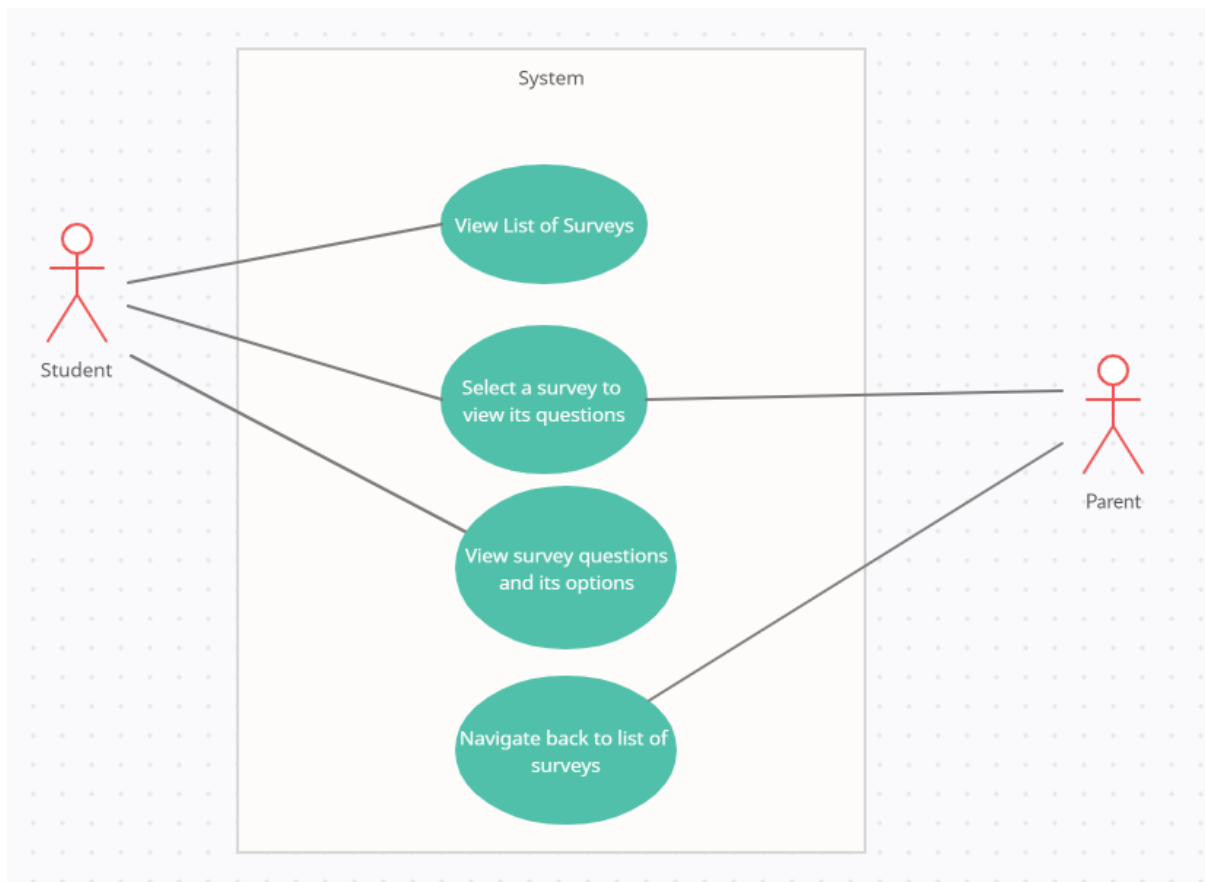 System
View List of Surveys
Student
Select a survey to
view its questions
Parent
View survey questions
and its options
Navigate back to list of
surveys